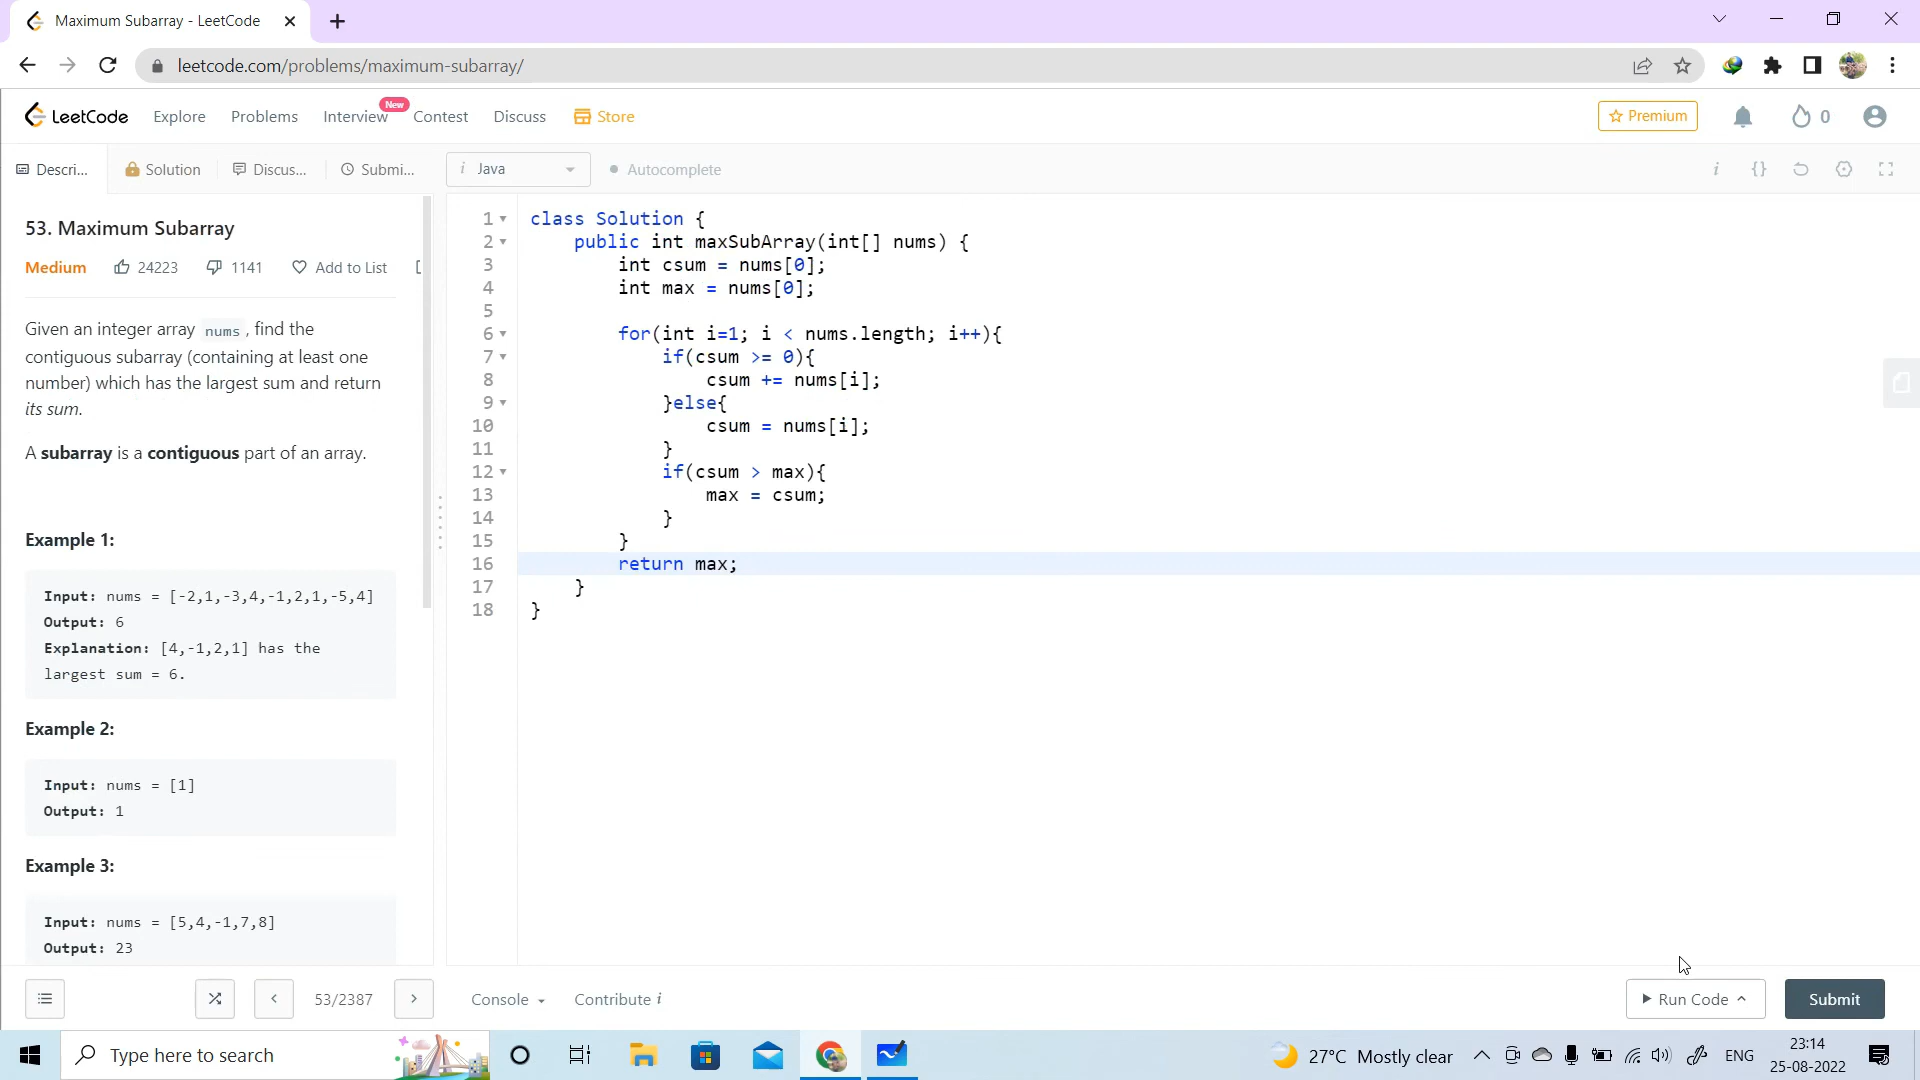 Maximum Subarray - LeetCode
leetcode.com/problems/maximum-subarray/
LeetCode
Explore
Problems
Interview
New
Contest
Discuss
Store
Premium
0
Descri...
Solution
Discus...
Submi...
i Java
Autocomplete
i
{}
53. Maximum Subarray
Medium
24223
1141
Add to List
Given an integer array nums, find the
contiguous subarray (containing at least one
number) which has the largest sum and return
its sum.
A subarray is a contiguous part of an array.
Example 1:
Input: nums = [-2,1,-3,4,-1,2,1,-5,4]
Output: 6
Explanation: [4,-1,2,1] has the
largest sum = 6.
Example 2:
Input: nums = [1]
Output: 1
Example 3:
Input: nums = [5,4,-1,7,8]
Output: 23
1 class Solution {
2 public int maxSubArray(int[] nums) {
3 int csum = nums[0];
4 int max = nums[0];
5
6 for(int i=1; i < nums.length; i++){
7 if(csum >= 0){
8 csum += nums[i];
9 }else{
10 csum = nums[i];
11 }
12 if(csum > max){
13 max = csum;
14 }
15 }
16 return max;
17 }
18 }
53/2387
Console
Contribute i
Run Code
Submit
Type here to search
27°C Mostly clear
ENG
23:14
25-08-2022